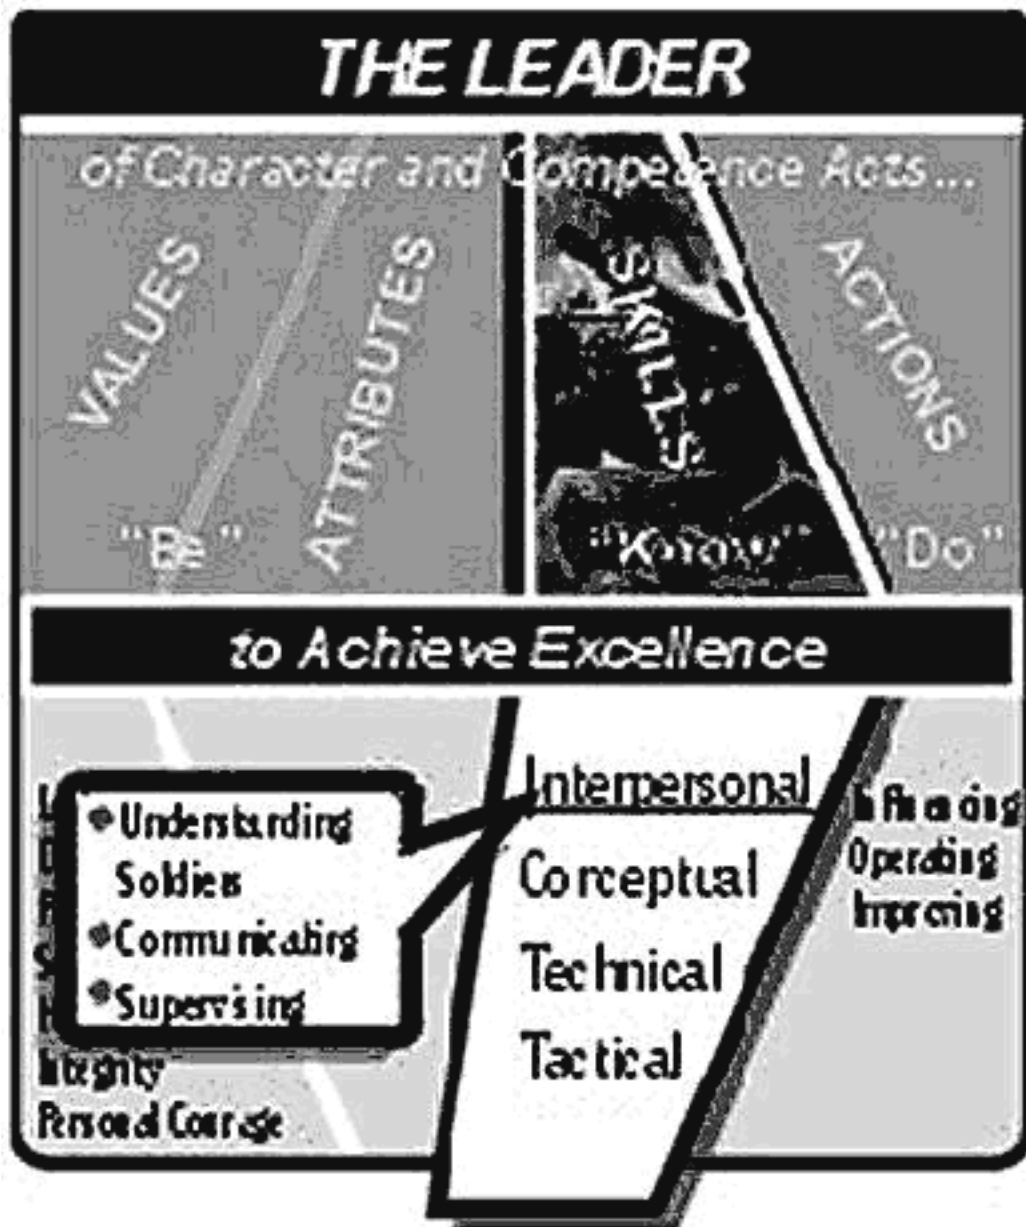 THE LEADER
of Character and Competence Acts...
VALUES
ATTRIBUTES
SKILLS
ACTIONS
"Be"
"Know"
"Do"
to Achieve Excellence
Interpersonal
Conceptual
Technical
Tactical
Understanding
Soldiers
Communicating
Supervising
Integrity
Personal Courage
Influencing
Operating
Improving